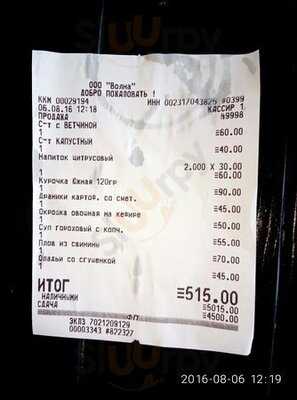 ООО "Волна"
ДОБРО ПОЖАЛОВАТЬ !
ККМ 00029194 ИНН 002317043826 #0399
06.08.16 12:18 КАССИР 1
ПРОДАЖА №9998
С-т с ВЕТЧИНОЙ
1 ≡60.00
С-т КАПУСТНЫЙ
1 ≡40.00
Напиток цитрусовый
2.000 x 30.00
1 ≡60.00
Курочка Южная 120гр
1 ≡90.00
Драники картоф. со смет.
1 ≡45.00
Окрошка овощная на кефире
1 ≡50.00
Суп гороховый с копч.
1 ≡55.00
Плов из свинины
1 ≡70.00
Оладьи со сгущенкой
1 ≡45.00
ИТОГ ≡515.00
НАЛИЧНЫМИ ≡5015.00
СДАЧА ≡4500.00
ФП
ЭКЛЗ 7021209129
00003343 #822327
2016-08-06 12:19